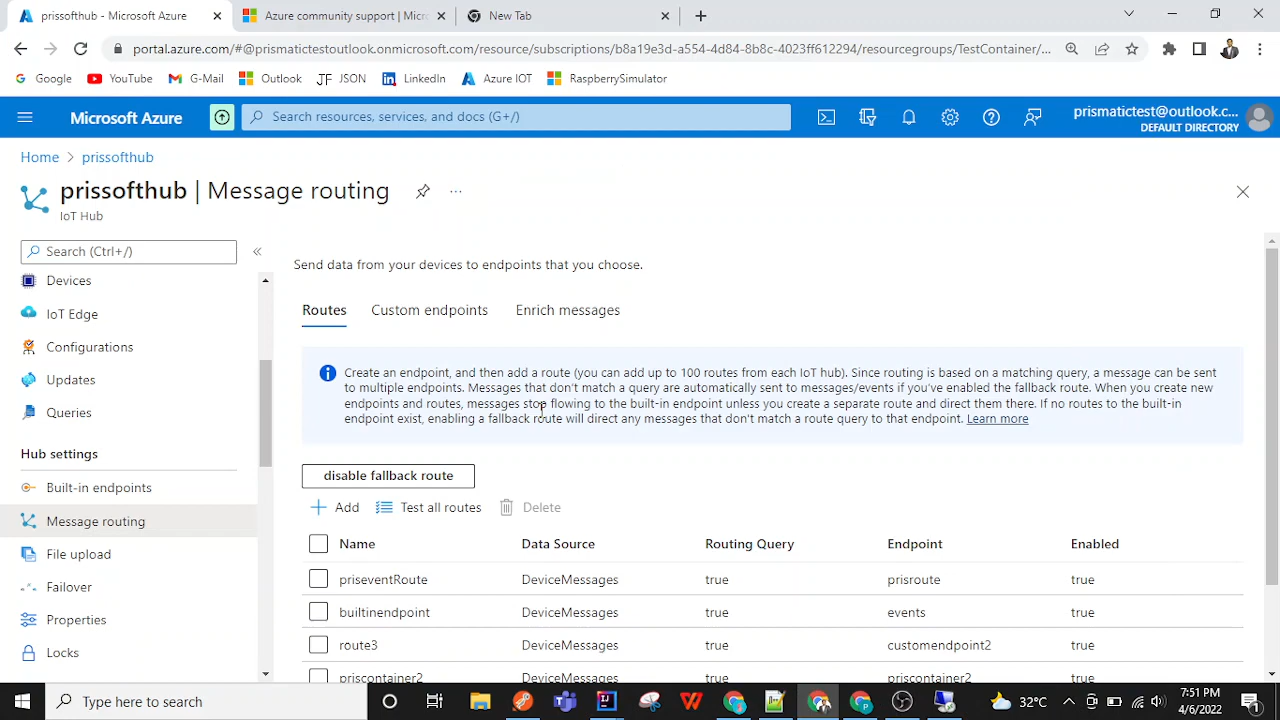 prismatictest - Microsoft Azure
Azure community support | Micr
New Tab
portal.azure.com/#@prismatictestoutlook.onmicrosoft.com/resource/subscriptions/b8a19e3d-a554-4d84-8b8c-4023ff612294/resourcegroups/TestContainer/...
Google
YouTube
G-Mail
Outlook
JSON
LinkedIn
Azure IOT
RaspberrySimulator
Microsoft Azure
Search resources, services, and docs (G+/)
prismatictest@outlook.c...
DEFAULT DIRECTORY
Home > prissofthub
prissofthub | Message routing
IoT Hub
Search (Ctrl+/)
Devices
IoT Edge
Configurations
Updates
Queries
Hub settings
Built-in endpoints
Message routing
File upload
Failover
Properties
Locks
Send data from your devices to endpoints that you choose.
Routes Custom endpoints Enrich messages
Create an endpoint, and then add a route (you can add up to 100 routes from each IoT hub). Since routing is based on a matching query, a message can be sent
to multiple endpoints. Messages that don't match a query are automatically sent to messages/events if you've enabled the fallback route. When you create new
endpoints and routes, messages stop flowing to the built-in endpoint unless you create a separate route and direct them there. If no routes to the built-in
endpoint exist, enabling a fallback route will direct any messages that don't match a route query to that endpoint. Learn more
disable fallback route
Add Test all routes Delete
Name Data Source Routing Query Endpoint Enabled
priseventRoute DeviceMessages true prisroute true
builtinendpoint DeviceMessages true events true
route3 DeviceMessages true customendpoint2 true
priscontainer2 DeviceMessages true priscontainer2 true
Type here to search
32°C
7:51 PM
4/6/2022